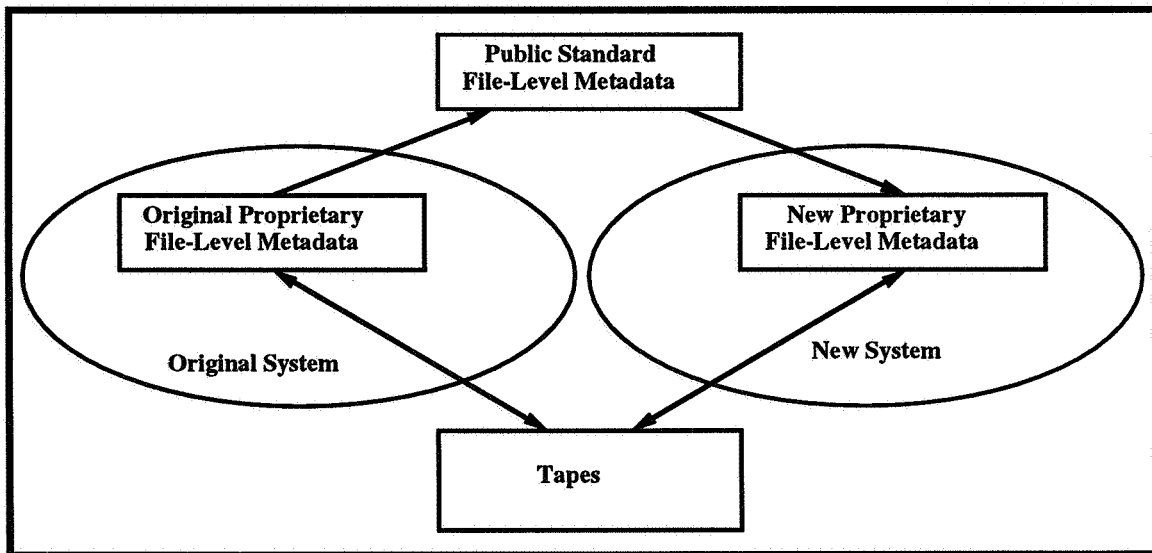 Public Standard
File-Level Metadata
Original Proprietary
File-Level Metadata
New Proprietary
File-Level Metadata
Original System
New System
Tapes